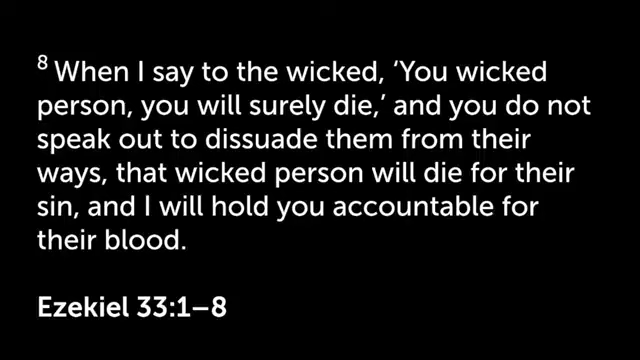 8 When I say to the wicked, ‘You wicked
person, you will surely die,’ and you do not
speak out to dissuade them from their
ways, that wicked person will die for their
sin, and I will hold you accountable for
their blood.
Ezekiel 33:1–8